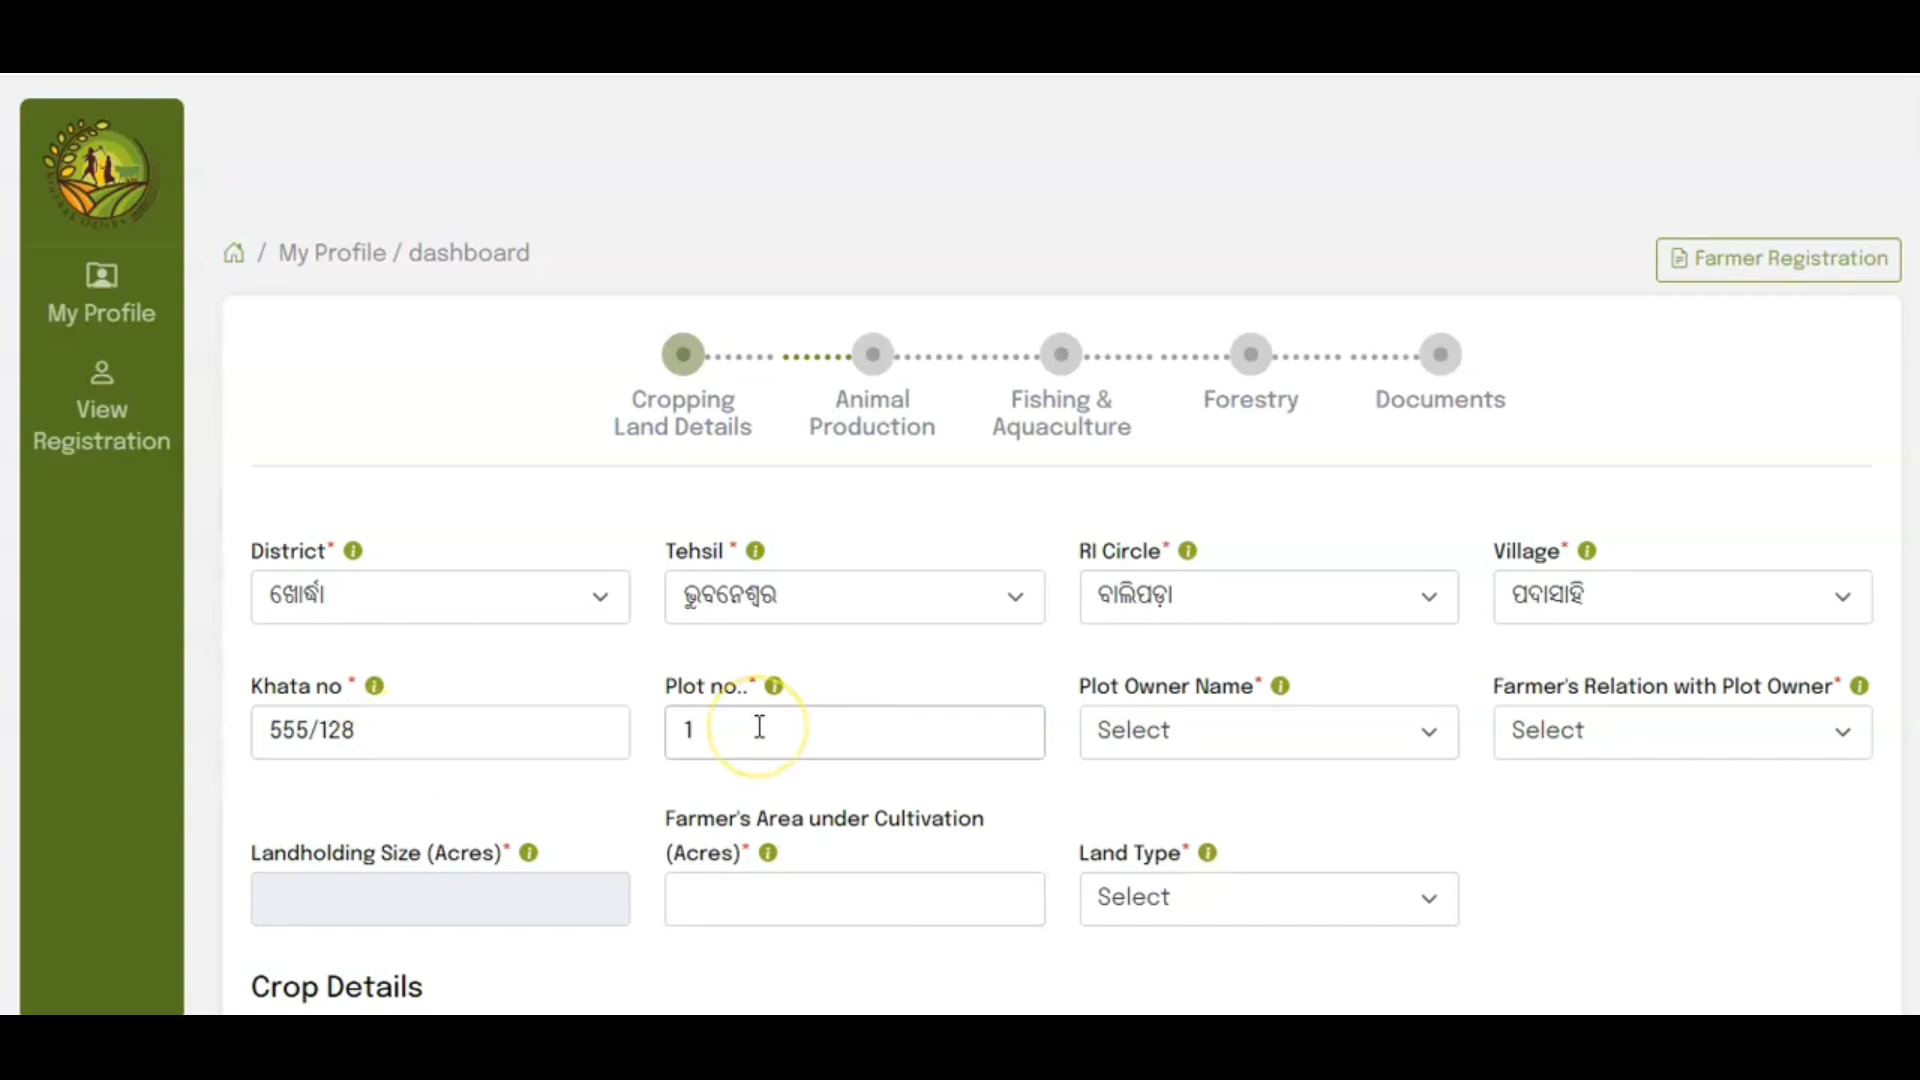 My Profile / dashboard
Farmer Registration
My Profile
View
Registration
Cropping
Land Details
Animal
Production
Fishing &
Aquaculture
Forestry
Documents
District*
Tehsil *
RI Circle*
Village*
ଖୋର୍ଦ୍ଧା
ଭୁବନେଶ୍ୱର
ବାଲିପଡ଼ା
ପଦାସାହି
Khata no *
Plot no..*
Plot Owner Name*
Farmer's Relation with Plot Owner*
555/128
1
Select
Select
Landholding Size (Acres)*
Farmer's Area under Cultivation
(Acres)*
Land Type*
Select
Crop Details